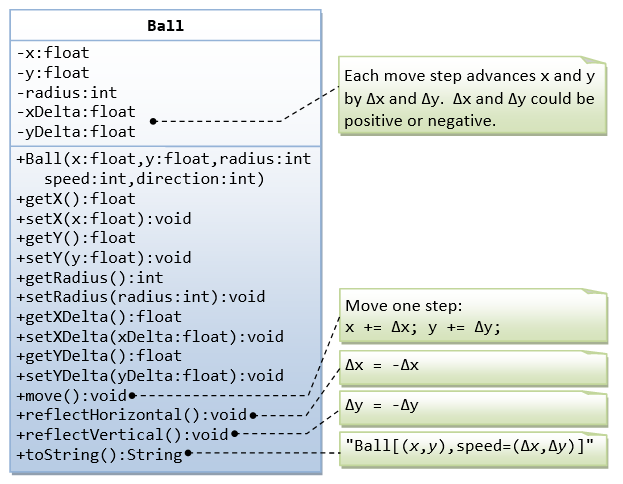 Ball
-x:float
-y:float
-radius:int
-xDelta:float
-yDelta:float
Each move step advances x and y
by Δx and Δy.  Δx and Δy could be
positive or negative.
+Ball(x:float,y:float,radius:int
speed:int,direction:int)
+getX():float
+setX(x:float):void
+getY():float
+setY(y:float):void
+getRadius():int
+setRadius(radius:int):void
+getXDelta():float
+setXDelta(xDelta:float):void
+getYDelta():float
+setYDelta(yDelta:float):void
+move():void
+reflectHorizontal():void
+reflectVertical():void
+toString():String
Move one step:
x += Δx; y += Δy;
Δx = -Δx
Δy = -Δy
"Ball[(x,y),speed=(Δx,Δy)]"